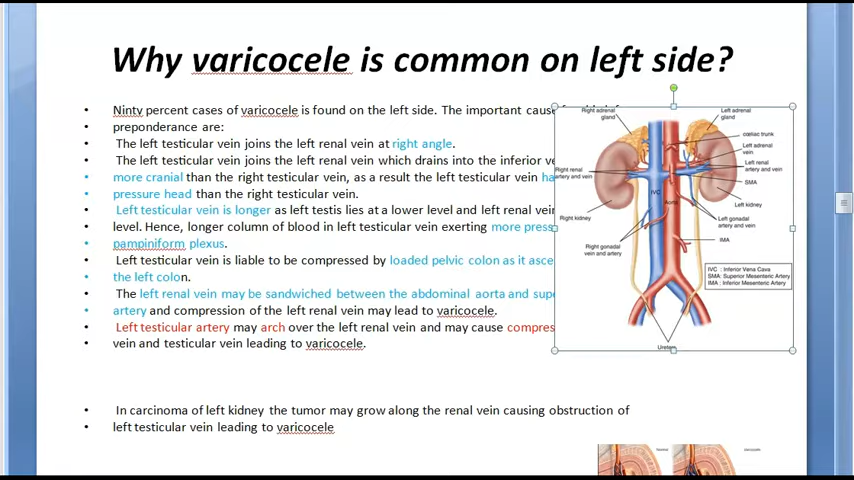 Why varicocele is common on left side?
Ninty percent cases of varicocele is found on the left side. The important cause
preponderance are:
The left testicular vein joins the left renal vein at right angle.
The left testicular vein joins the left renal vein which drains into the inferior ve
more cranial than the right testicular vein, as a result the left testicular vein ha
pressure head than the right testicular vein.
Left testicular vein is longer as left testis lies at a lower level and left renal vein
level. Hence, longer column of blood in left testicular vein exerting more press
pampiniform plexus.
Left testicular vein is liable to be compressed by loaded pelvic colon as it asce
the left colon.
The left renal vein may be sandwiched between the abdominal aorta and supe
artery and compression of the left renal vein may lead to varicocele.
Left testicular artery may arch over the left renal vein and may cause compres
vein and testicular vein leading to varicocele.
In carcinoma of left kidney the tumor may grow along the renal vein causing obstruction of
left testicular vein leading to varicocele
Right adrenal
gland
Left adrenal
gland
cœliac trunk
Left adrenal
vein
Left renal
artery and vein
SMA
Right renal
artery and vein
IVC
Aorta
Left kidney
Right kidney
Left gonadal
artery and vein
IMA
Right gonadal
vein and artery
IVC : Inferior Vena Cava
SMA: Superior Mesenteric Artery
IMA : Inferior Mesenteric Artery
Ureters